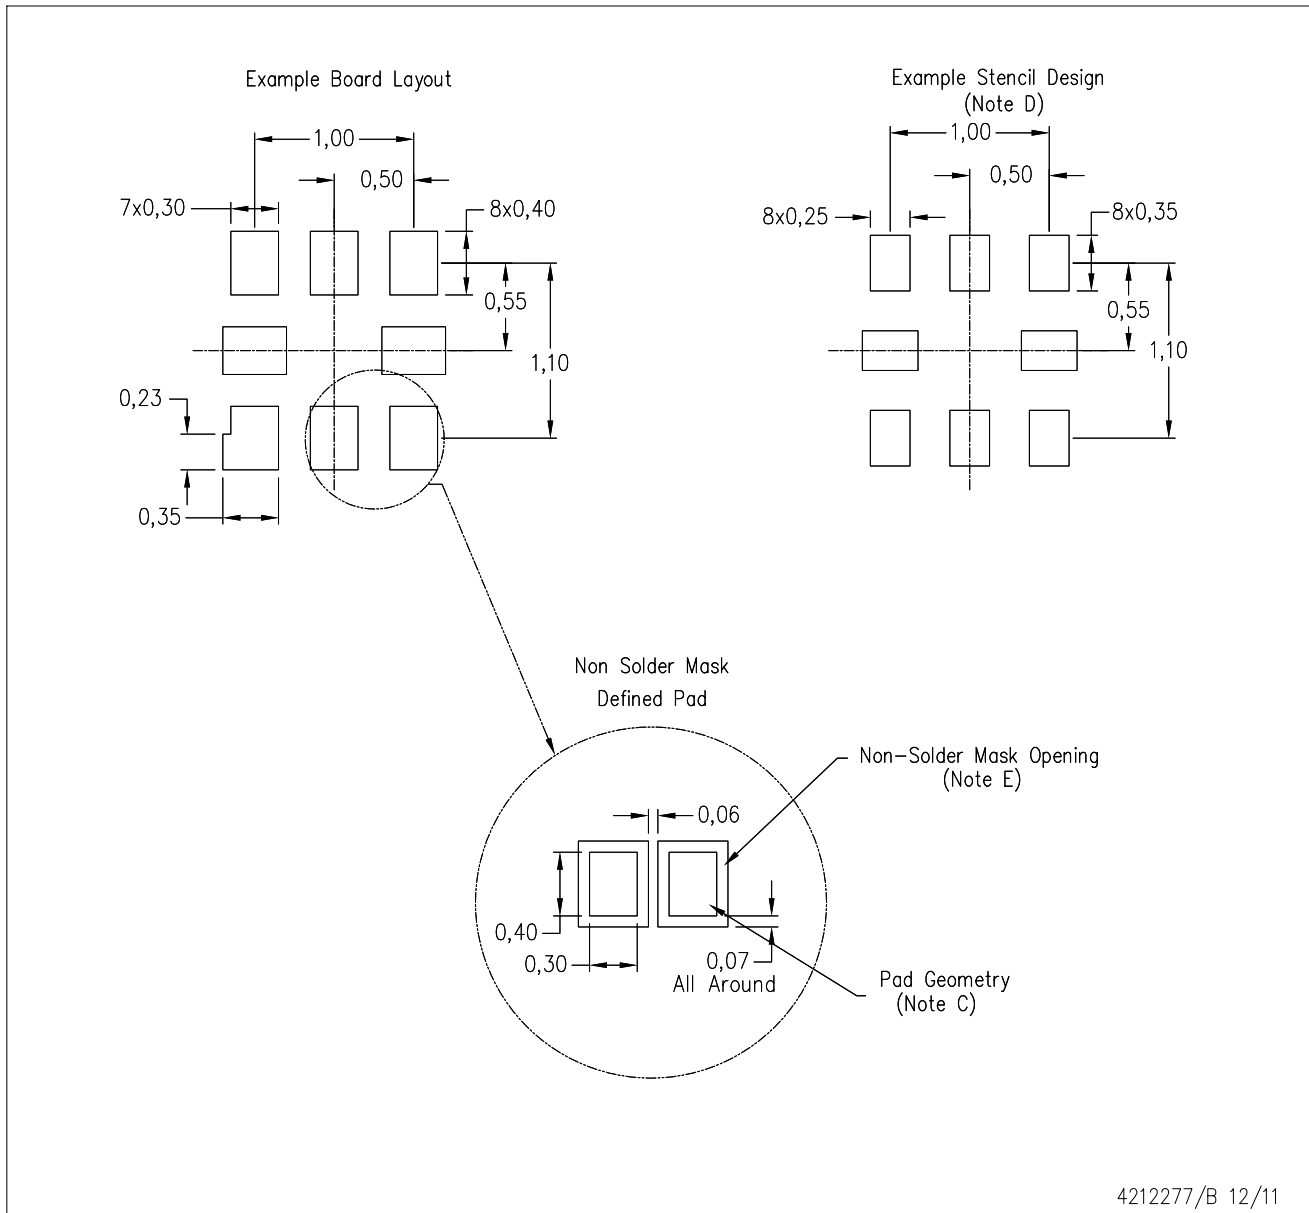 Example Board Layout
1,00
0,50
7x0,30
8x0,40
0,55
1,10
0,23
0,35
Example Stencil Design
(Note D)
1,00
0,50
8x0,25
8x0,35
0,55
1,10
Non Solder Mask
Defined Pad
Non-Solder Mask Opening
(Note E)
0,06
0,40
0,30
0,07
All Around
Pad Geometry
(Note C)
4212277/B 12/11